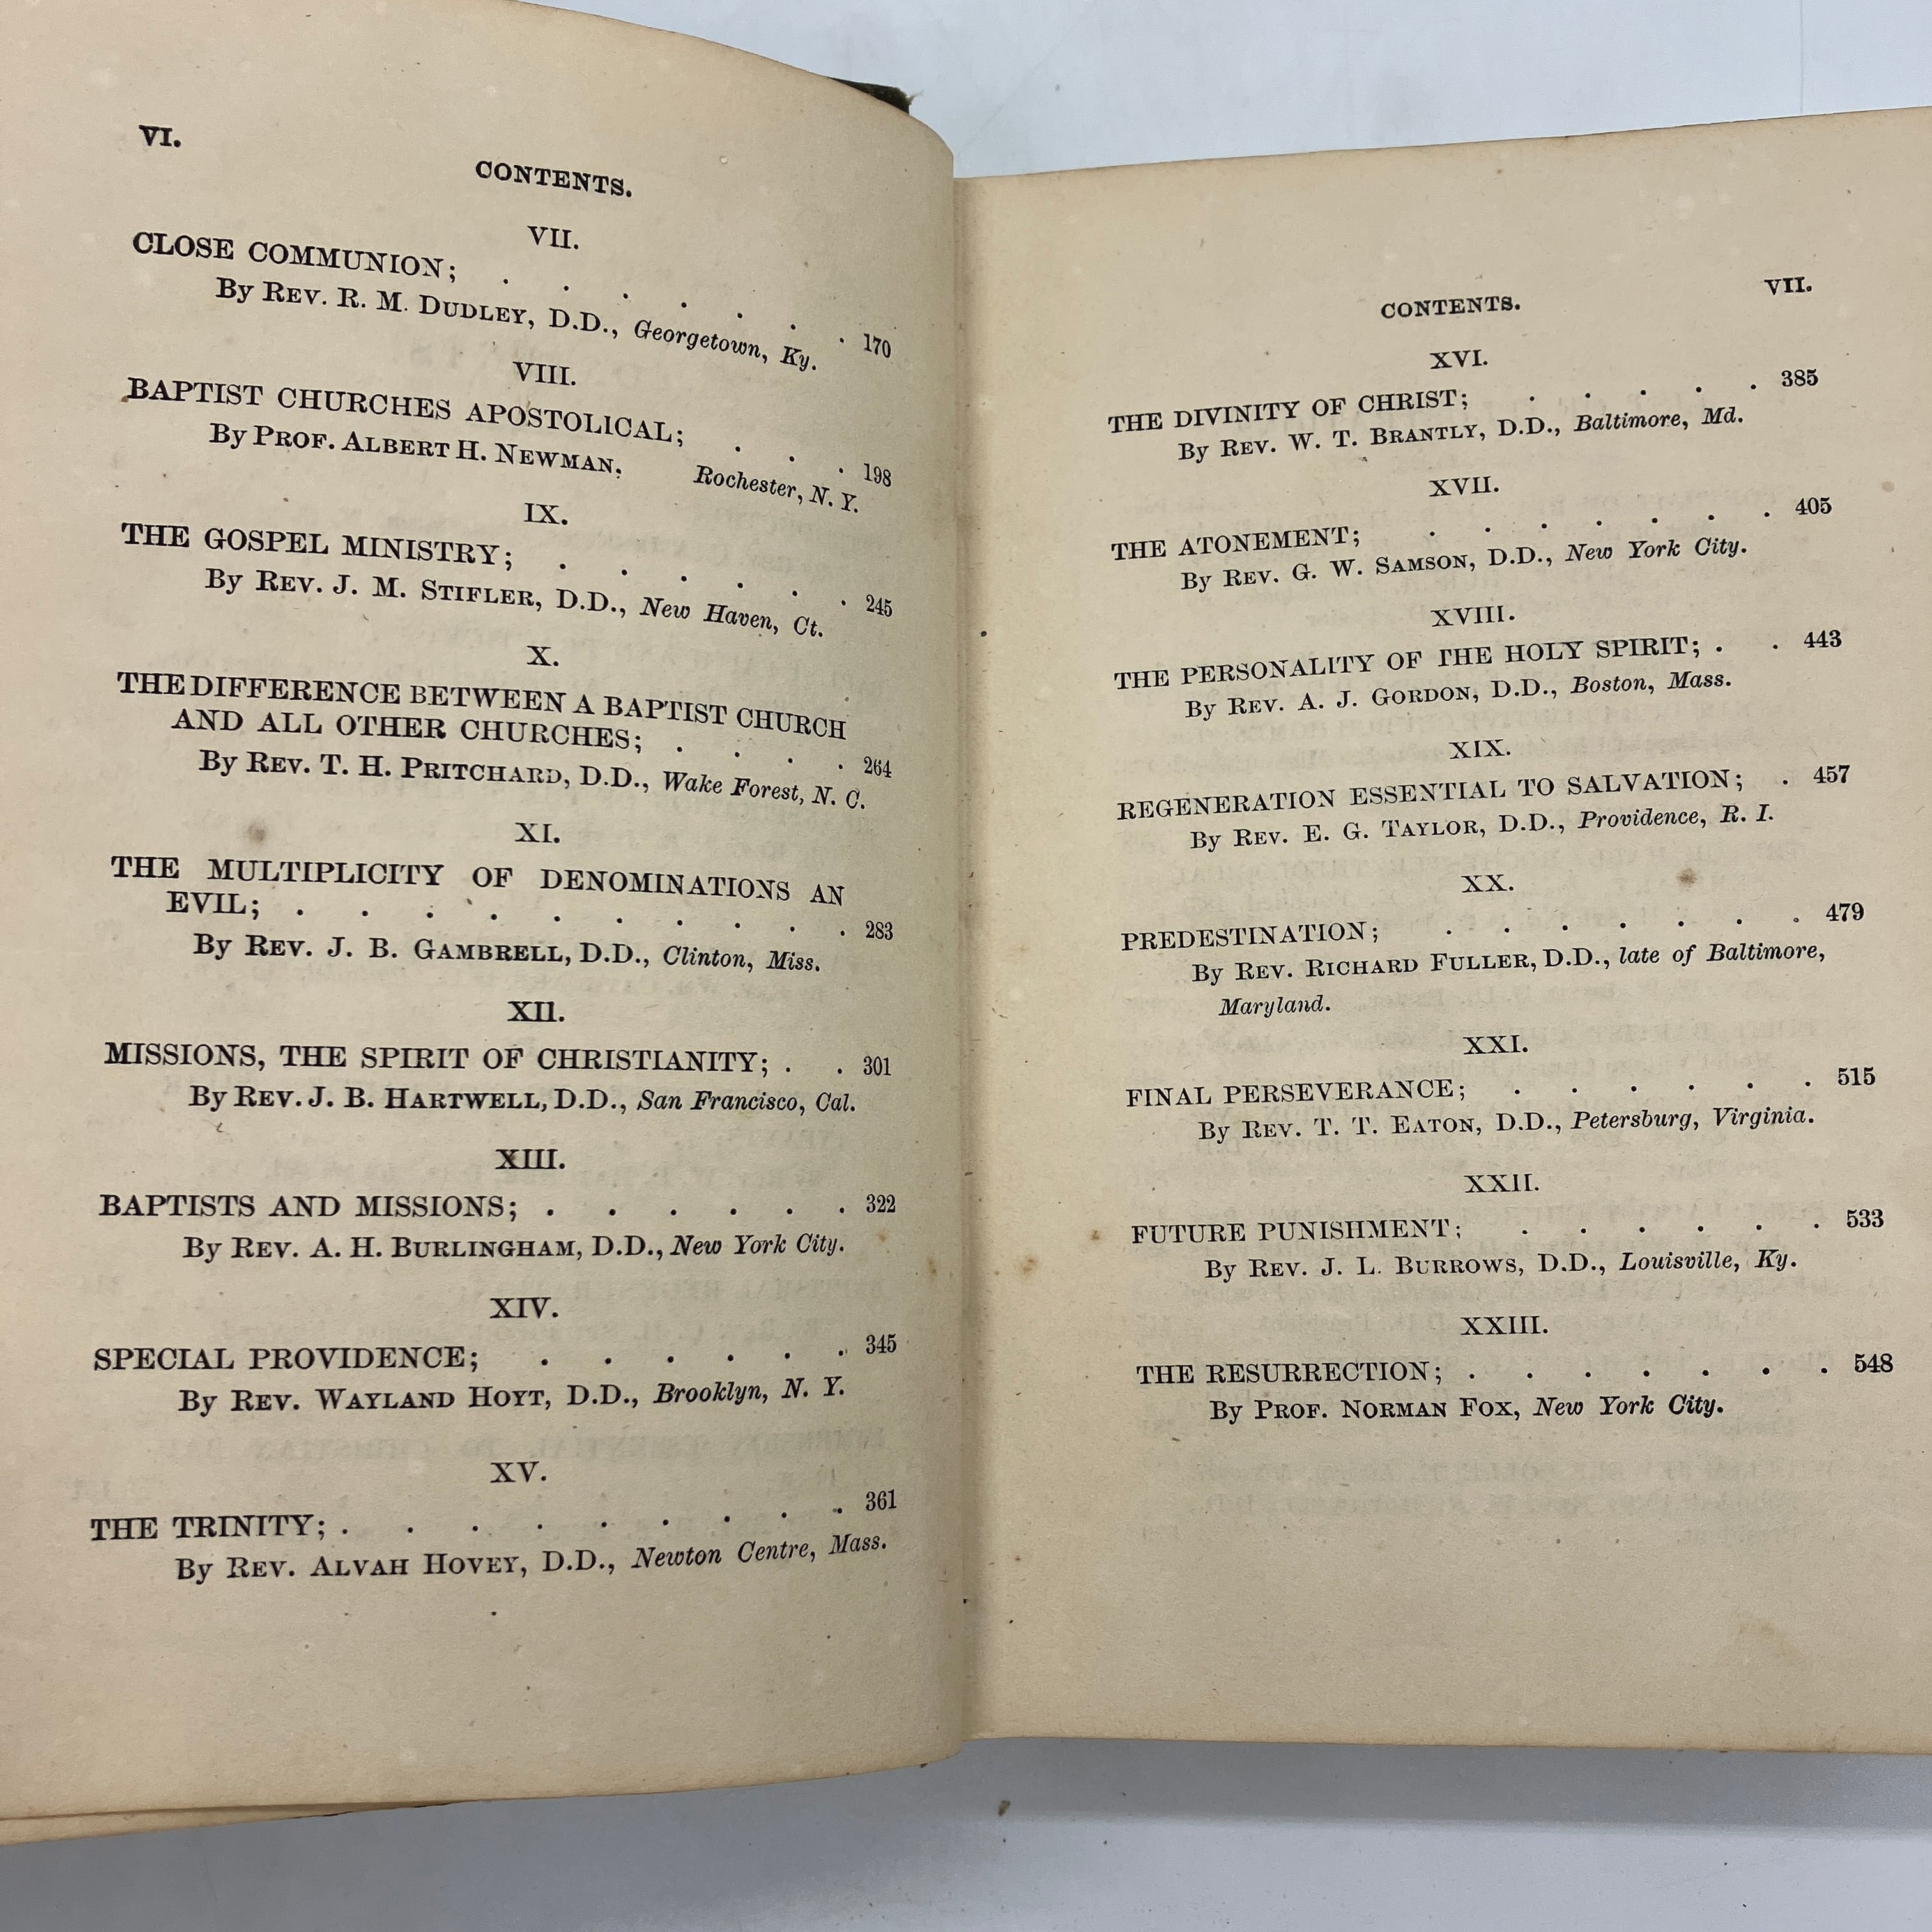 VI.
CONTENTS.
VII.
CLOSE COMMUNION; . . . . . . . 170
By REV. R. M. DUDLEY, D.D., Georgetown, Ky.
VIII.
BAPTIST CHURCHES APOSTOLICAL; . . . 198
By PROF. ALBERT H. NEWMAN. Rochester, N. Y.
IX.
THE GOSPEL MINISTRY; . . . . . . 245
By REV. J. M. STIFLER, D.D., New Haven, Ct.
X.
THE DIFFERENCE BETWEEN A BAPTIST CHURCH
AND ALL OTHER CHURCHES; . . . . 264
By REV. T. H. PRITCHARD, D.D., Wake Forest, N. C.
XI.
THE MULTIPLICITY OF DENOMINATIONS AN
EVIL; . . . . . . . . . . 283
By REV. J. B. GAMBRELL, D.D., Clinton, Miss.
XII.
MISSIONS, THE SPIRIT OF CHRISTIANITY; . . 301
By REV. J. B. HARTWELL, D.D., San Francisco, Cal.
XIII.
BAPTISTS AND MISSIONS; . . . . . . 322
By REV. A. H. BURLINGHAM, D.D., New York City.
XIV.
SPECIAL PROVIDENCE; . . . . . . 345
By REV. WAYLAND HOYT, D.D., Brooklyn, N. Y.
XV.
THE TRINITY; . . . . . . . . . 361
By REV. ALVAH HOVEY, D.D., Newton Centre, Mass.
CONTENTS. VII.
XVI.
THE DIVINITY OF CHRIST; . . . . . 385
By REV. W. T. BRANTLY, D.D., Baltimore, Md.
XVII.
THE ATONEMENT; . . . . . . . 405
By REV. G. W. SAMSON, D.D., New York City.
XVIII.
THE PERSONALITY OF THE HOLY SPIRIT; . . 443
By REV. A. J. GORDON, D.D., Boston, Mass.
XIX.
REGENERATION ESSENTIAL TO SALVATION; . 457
By REV. E. G. TAYLOR, D.D., Providence, R. I.
XX.
PREDESTINATION; . . . . . . . 479
By REV. RICHARD FULLER, D.D., late of Baltimore,
Maryland.
XXI.
FINAL PERSEVERANCE; . . . . . . 515
By REV. T. T. EATON, D.D., Petersburg, Virginia.
XXII.
FUTURE PUNISHMENT; . . . . . . 533
By REV. J. L. BURROWS, D.D., Louisville, Ky.
XXIII.
THE RESURRECTION; . . . . . . . 548
By PROF. NORMAN FOX, New York City.